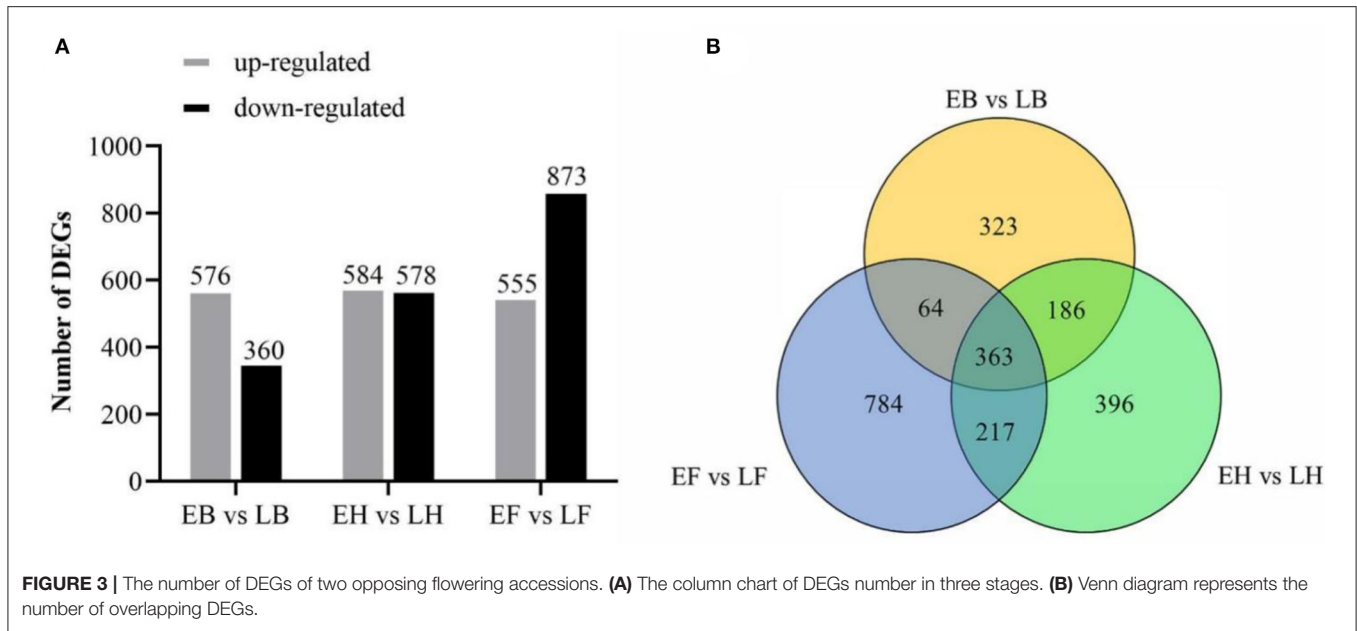 A
up-regulated
down-regulated
Number of DEGs
1000
800
600
400
200
0
576
360
584
578
555
873
EB vs LB
EH vs LH
EF vs LF
B
EB vs LB
323
64
186
363
784
396
217
EF vs LF
EH vs LH
FIGURE 3 | The number of DEGs of two opposing flowering accessions. (A) The column chart of DEGs number in three stages. (B) Venn diagram represents the
number of overlapping DEGs.